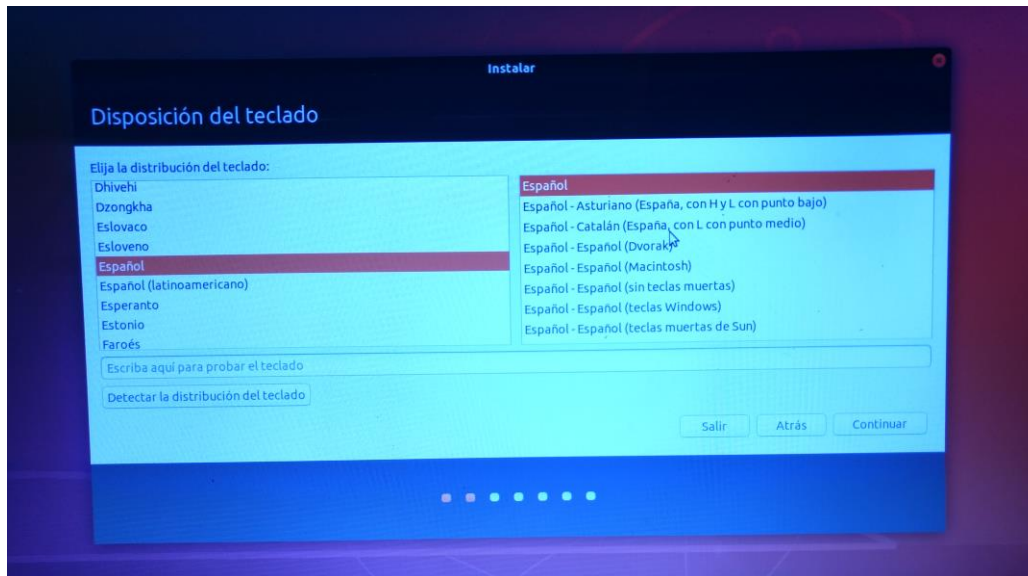 Instalar
Disposición del teclado
Elija la distribución del teclado:
Dhivehi
Dzongkha
Eslovaco
Esloveno
Español
Español (latinoamericano)
Esperanto
Estonio
Faroés
Español
Español - Asturiano (España, con H y L con punto bajo)
Español - Catalán (España, con L con punto medio)
Español - Español (Dvorak)
Español - Español (Macintosh)
Español - Español (sin teclas muertas)
Español - Español (teclas Windows)
Español - Español (teclas muertas de Sun)
Escriba aquí para probar el teclado
Detectar la distribución del teclado
Salir
Atrás
Continuar